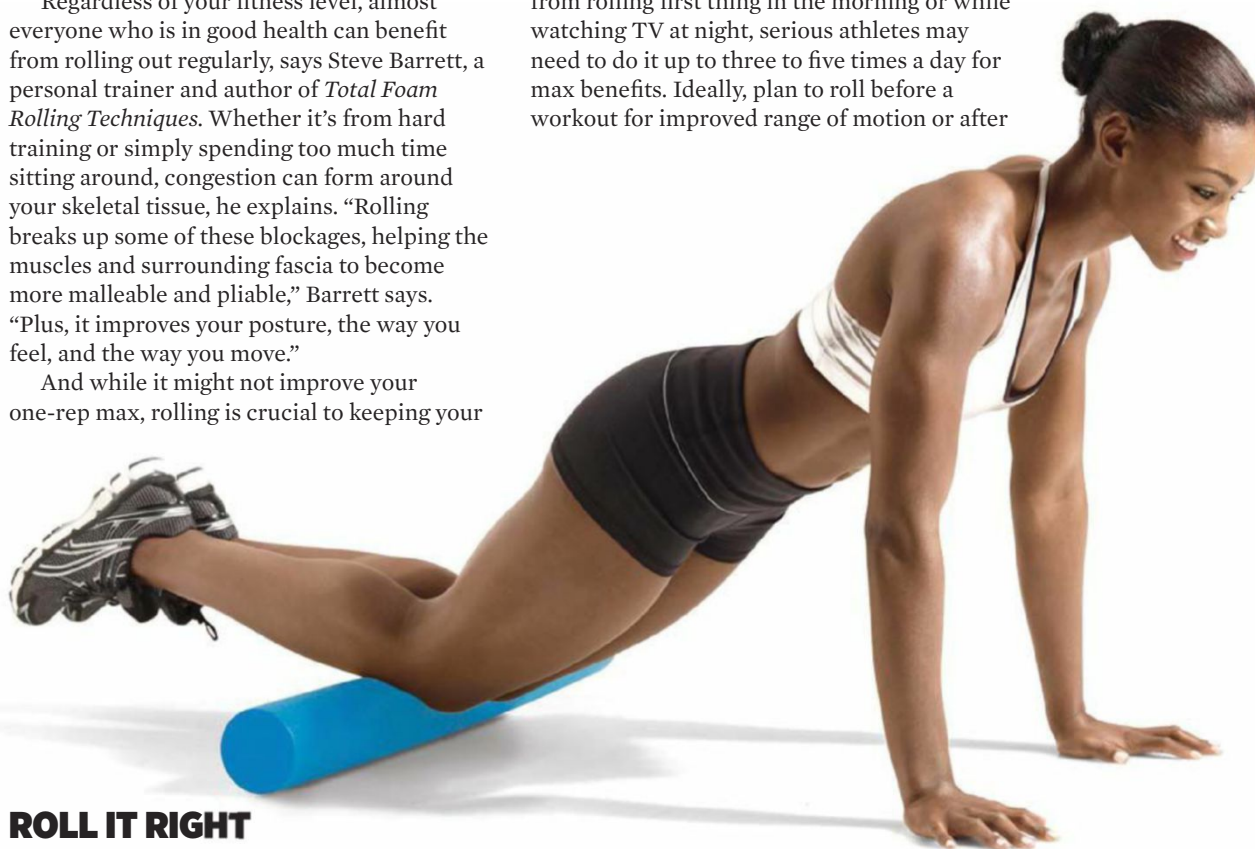 Regardless of your fitness level, almost
everyone who is in good health can benefit
from rolling out regularly, says Steve Barrett, a
personal trainer and author of Total Foam
Rolling Techniques. Whether it’s from hard
training or simply spending too much time
sitting around, congestion can form around
your skeletal tissue, he explains. “Rolling
breaks up some of these blockages, helping the
muscles and surrounding fascia to become
more malleable and pliable,” Barrett says.
“Plus, it improves your posture, the way you
feel, and the way you move.”
And while it might not improve your
one-rep max, rolling is crucial to keeping your
from rolling first thing in the morning or while
watching TV at night, serious athletes may
need to do it up to three to five times a day for
max benefits. Ideally, plan to roll before a
workout for improved range of motion or after
ROLL IT RIGHT